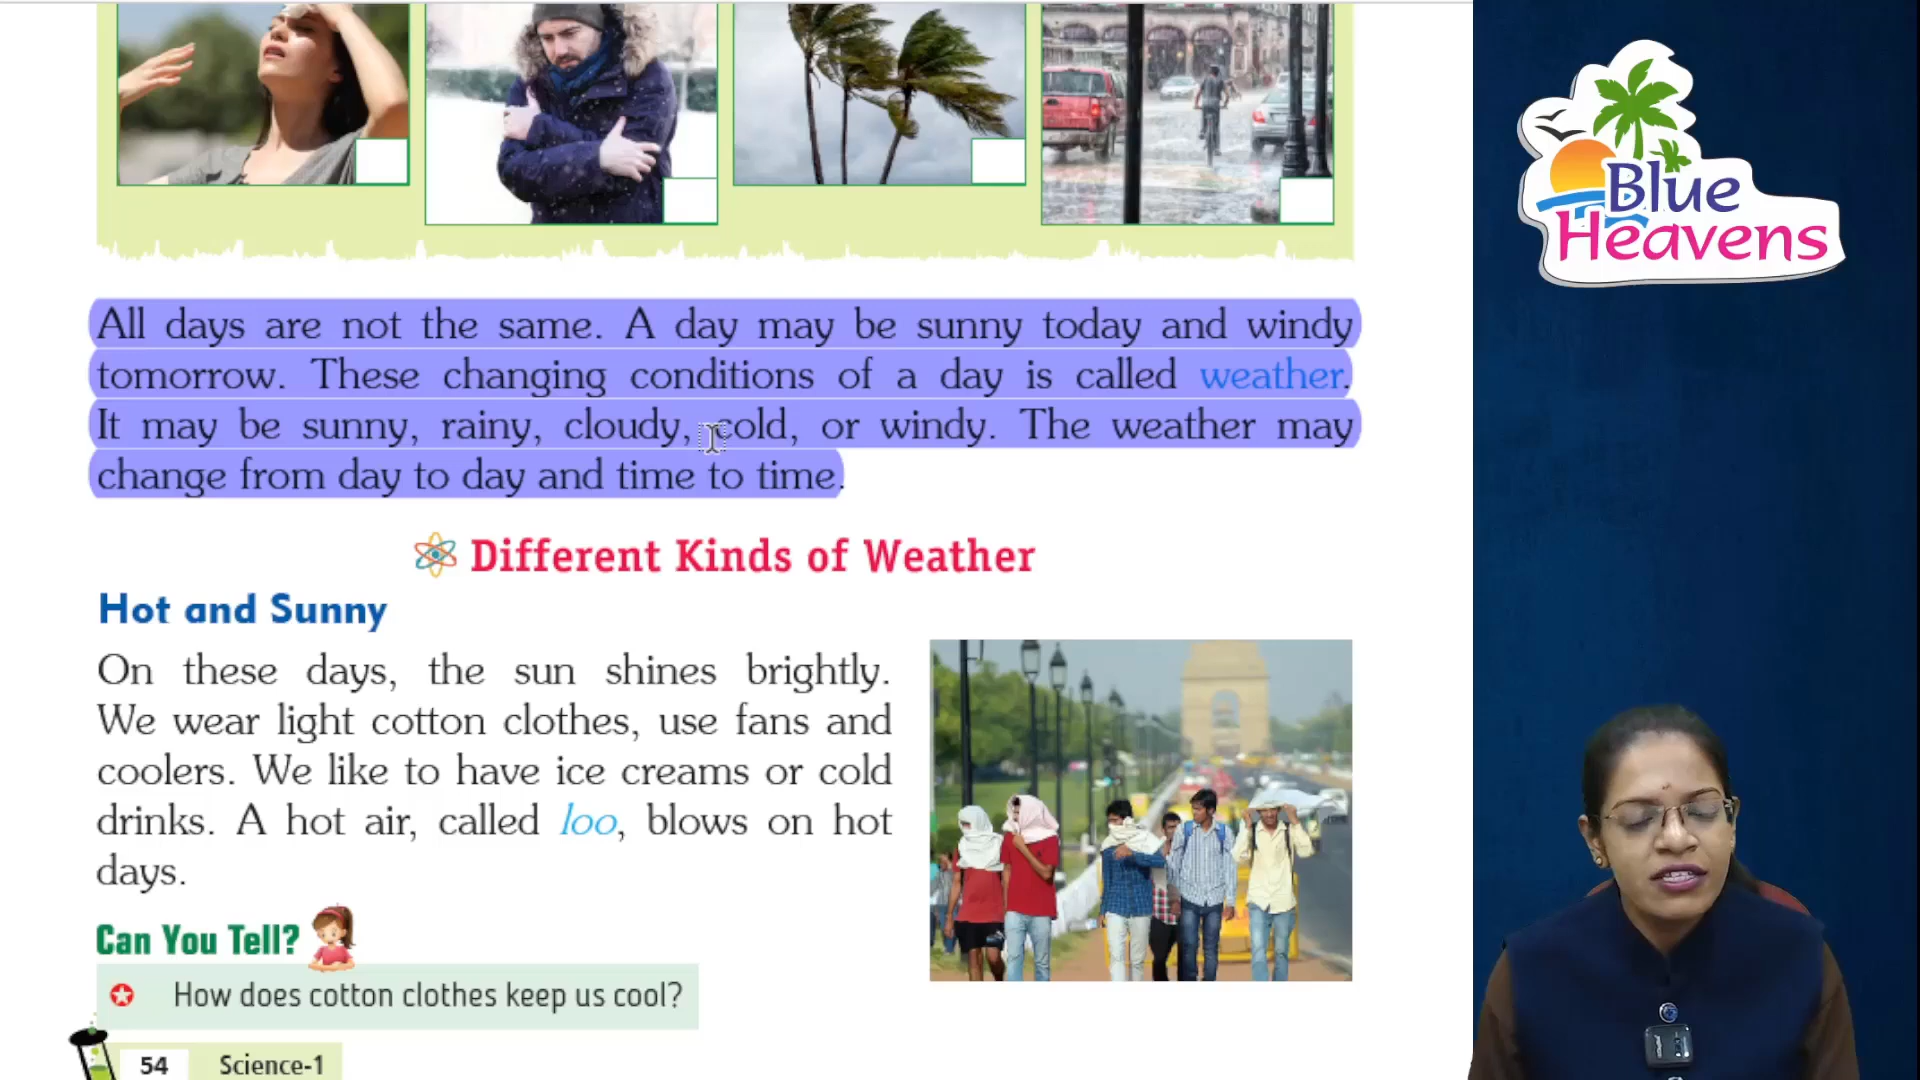 All days are not the same. A day may be sunny today and windy
tomorrow. These changing conditions of a day is called weather.
It may be sunny, rainy, cloudy, cold, or windy. The weather may
change from day to day and time to time.
Different Kinds of Weather
Hot and Sunny
On these days, the sun shines brightly.
We wear light cotton clothes, use fans and
coolers. We like to have ice creams or cold
drinks. A hot air, called loo, blows on hot
days.
Can You Tell?
How does cotton clothes keep us cool?
54 Science-1
Blue
Heavens